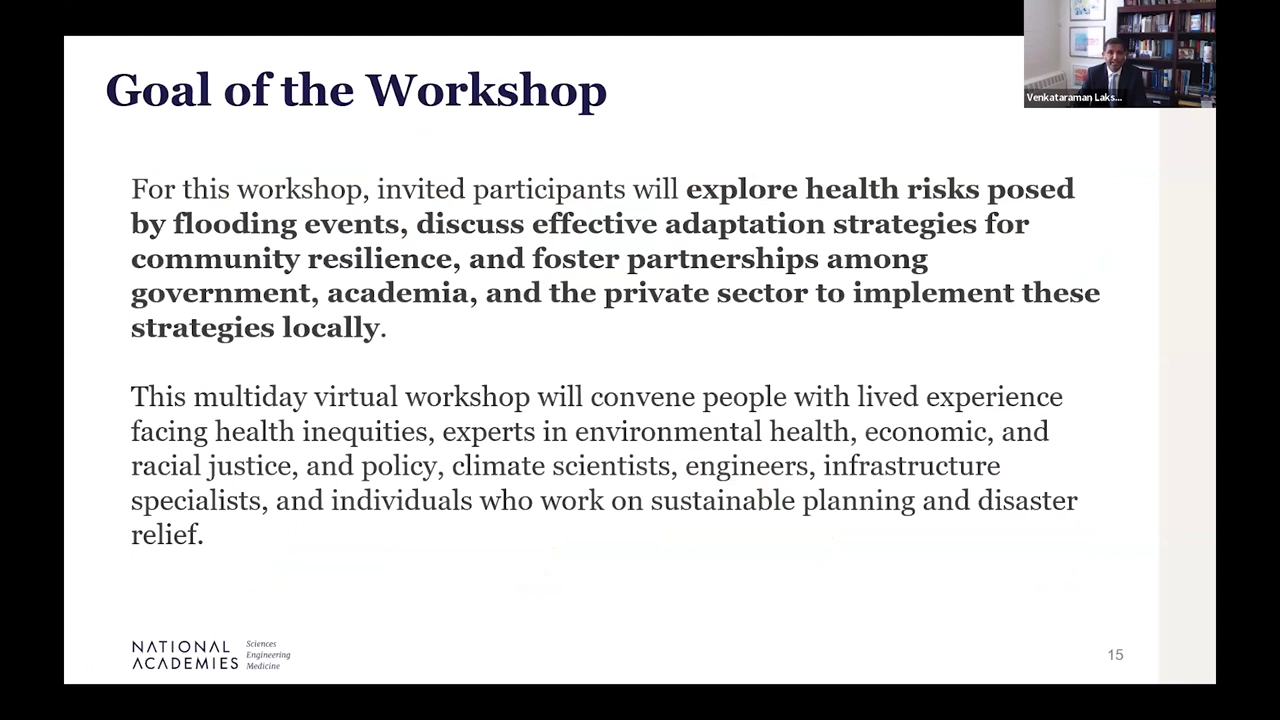 Goal of the Workshop
Venkataraman Laks...
For this workshop, invited participants will explore health risks posed
by flooding events, discuss effective adaptation strategies for
community resilience, and foster partnerships among
government, academia, and the private sector to implement these
strategies locally.
This multiday virtual workshop will convene people with lived experience
facing health inequities, experts in environmental health, economic, and
racial justice, and policy, climate scientists, engineers, infrastructure
specialists, and individuals who work on sustainable planning and disaster
relief.
NATIONAL
ACADEMIES
Sciences
Engineering
Medicine
15